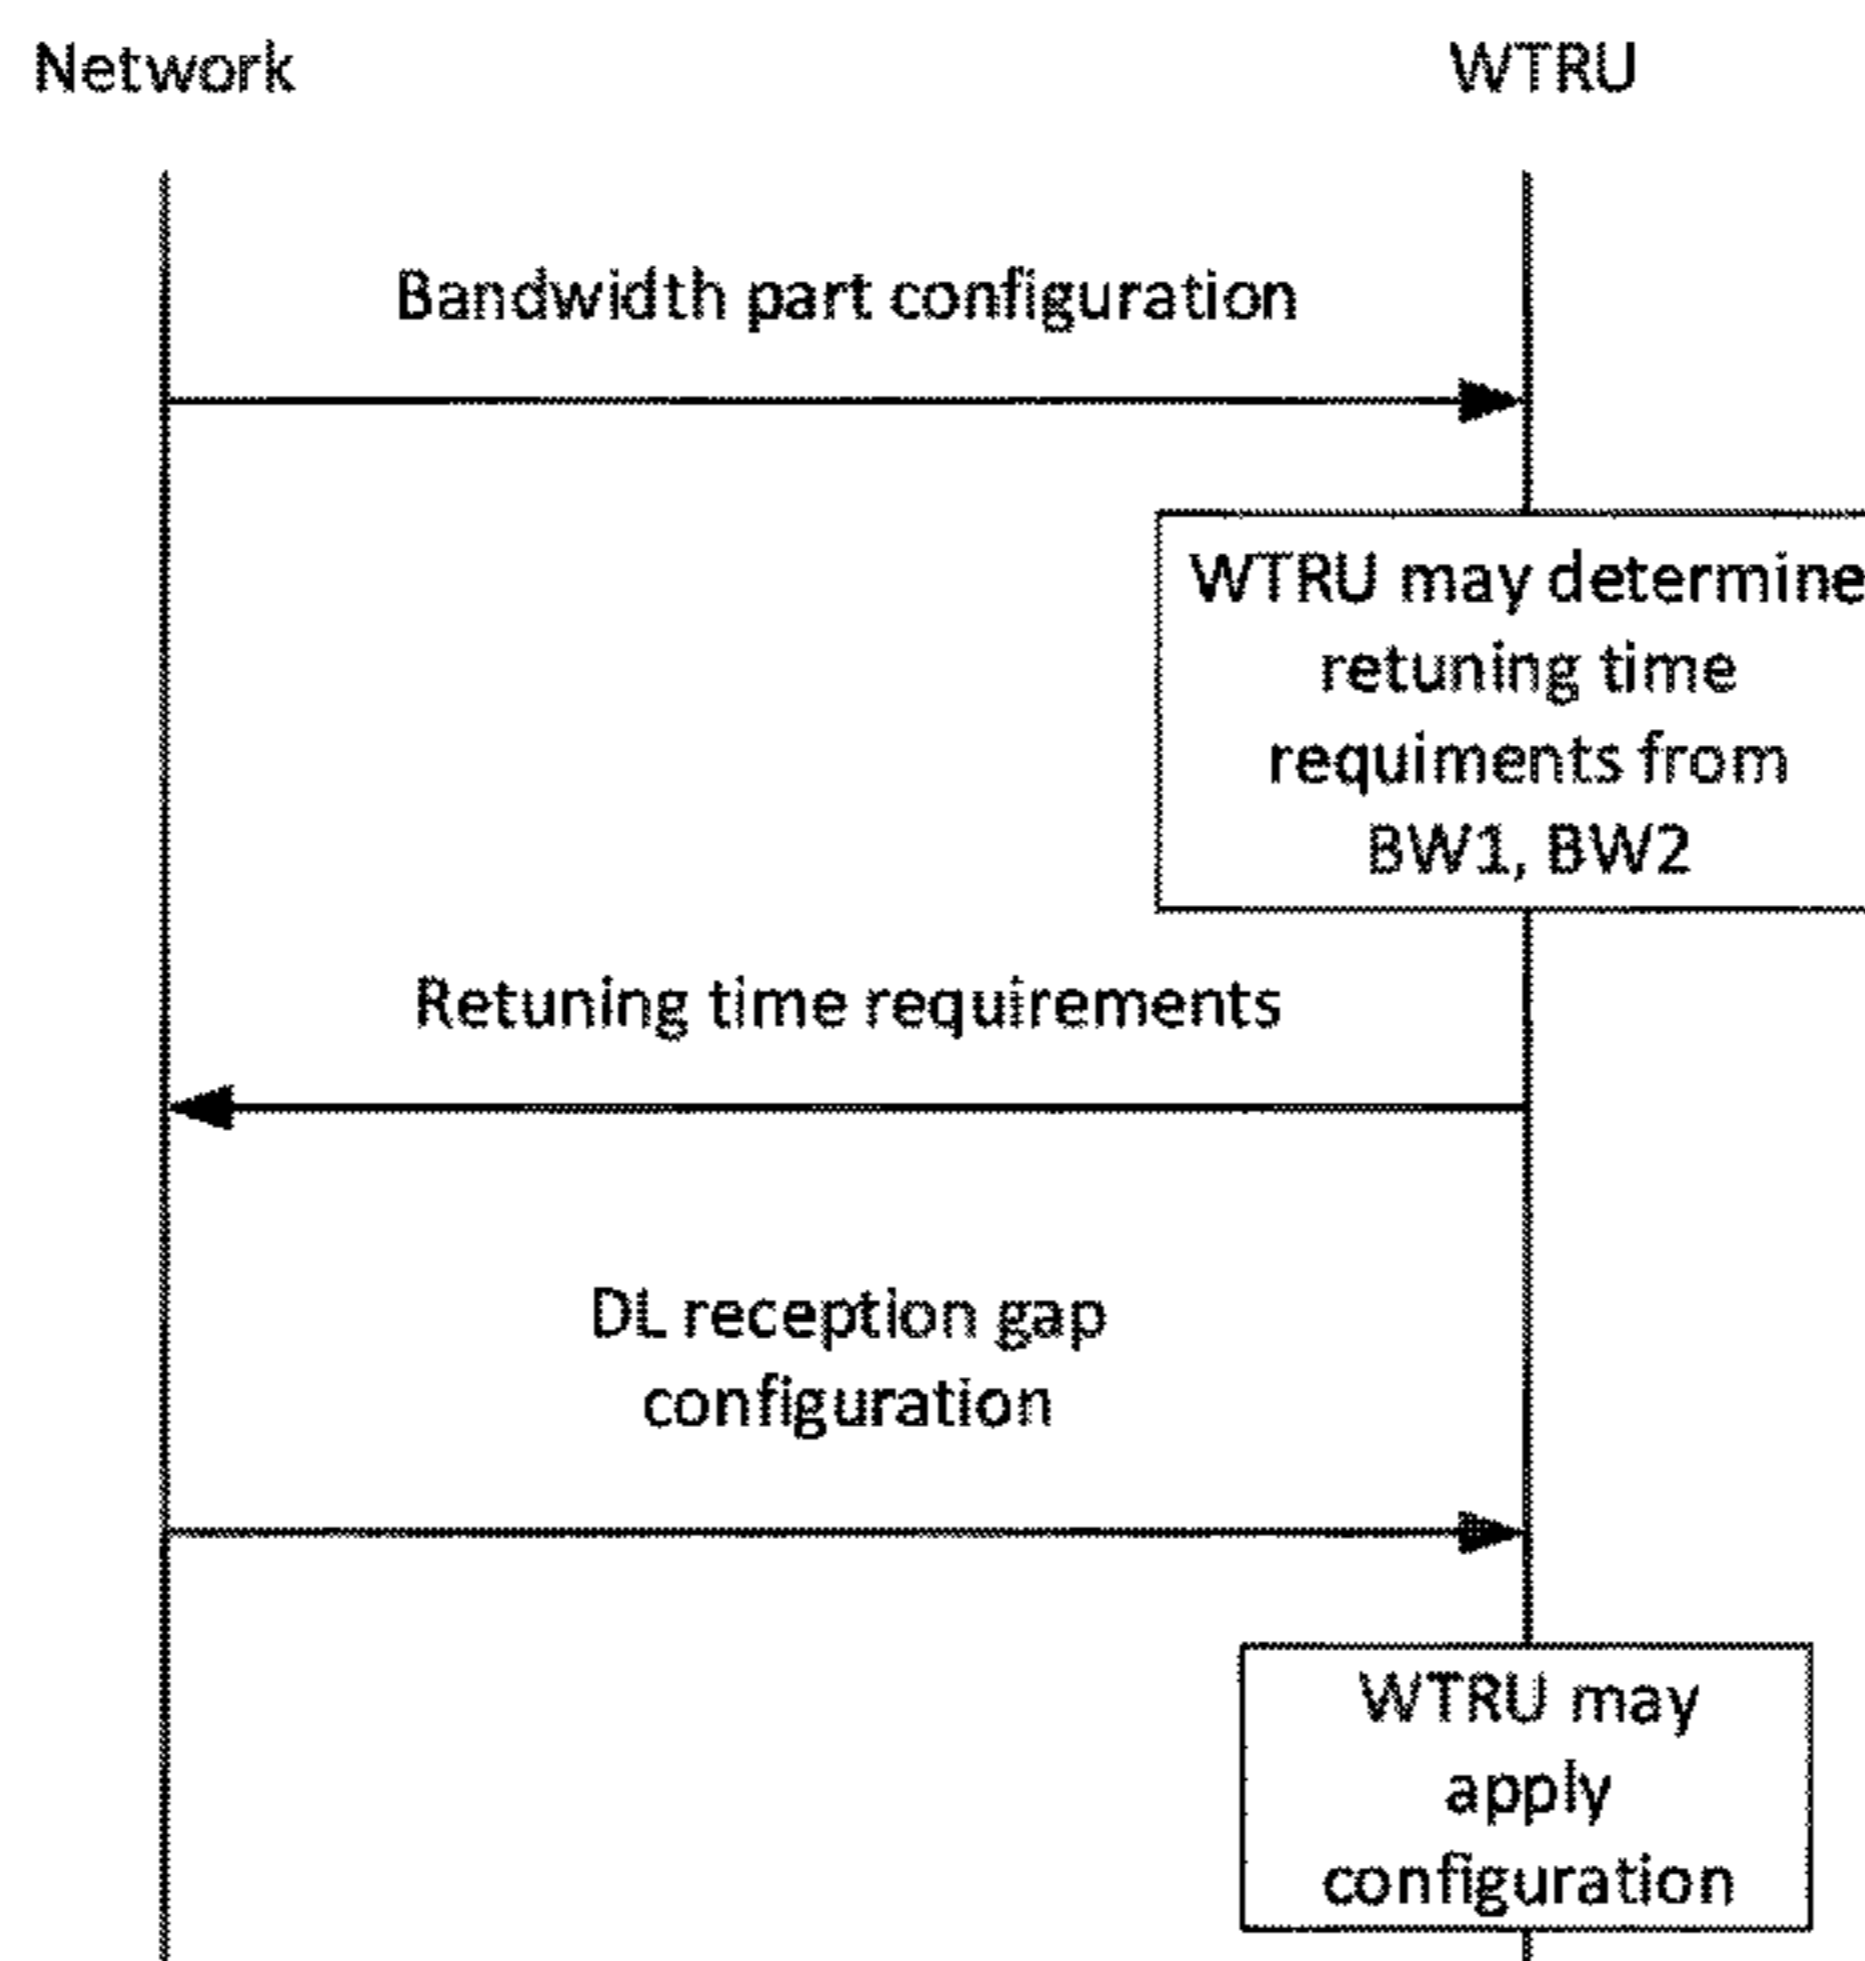 Network
WTRU
Bandwidth part configuration
WTRU may determine
retuning time
requiments from
BW1, BW2
Retuning time requirements
DL reception gap
configuration
WTRU may
apply
configuration